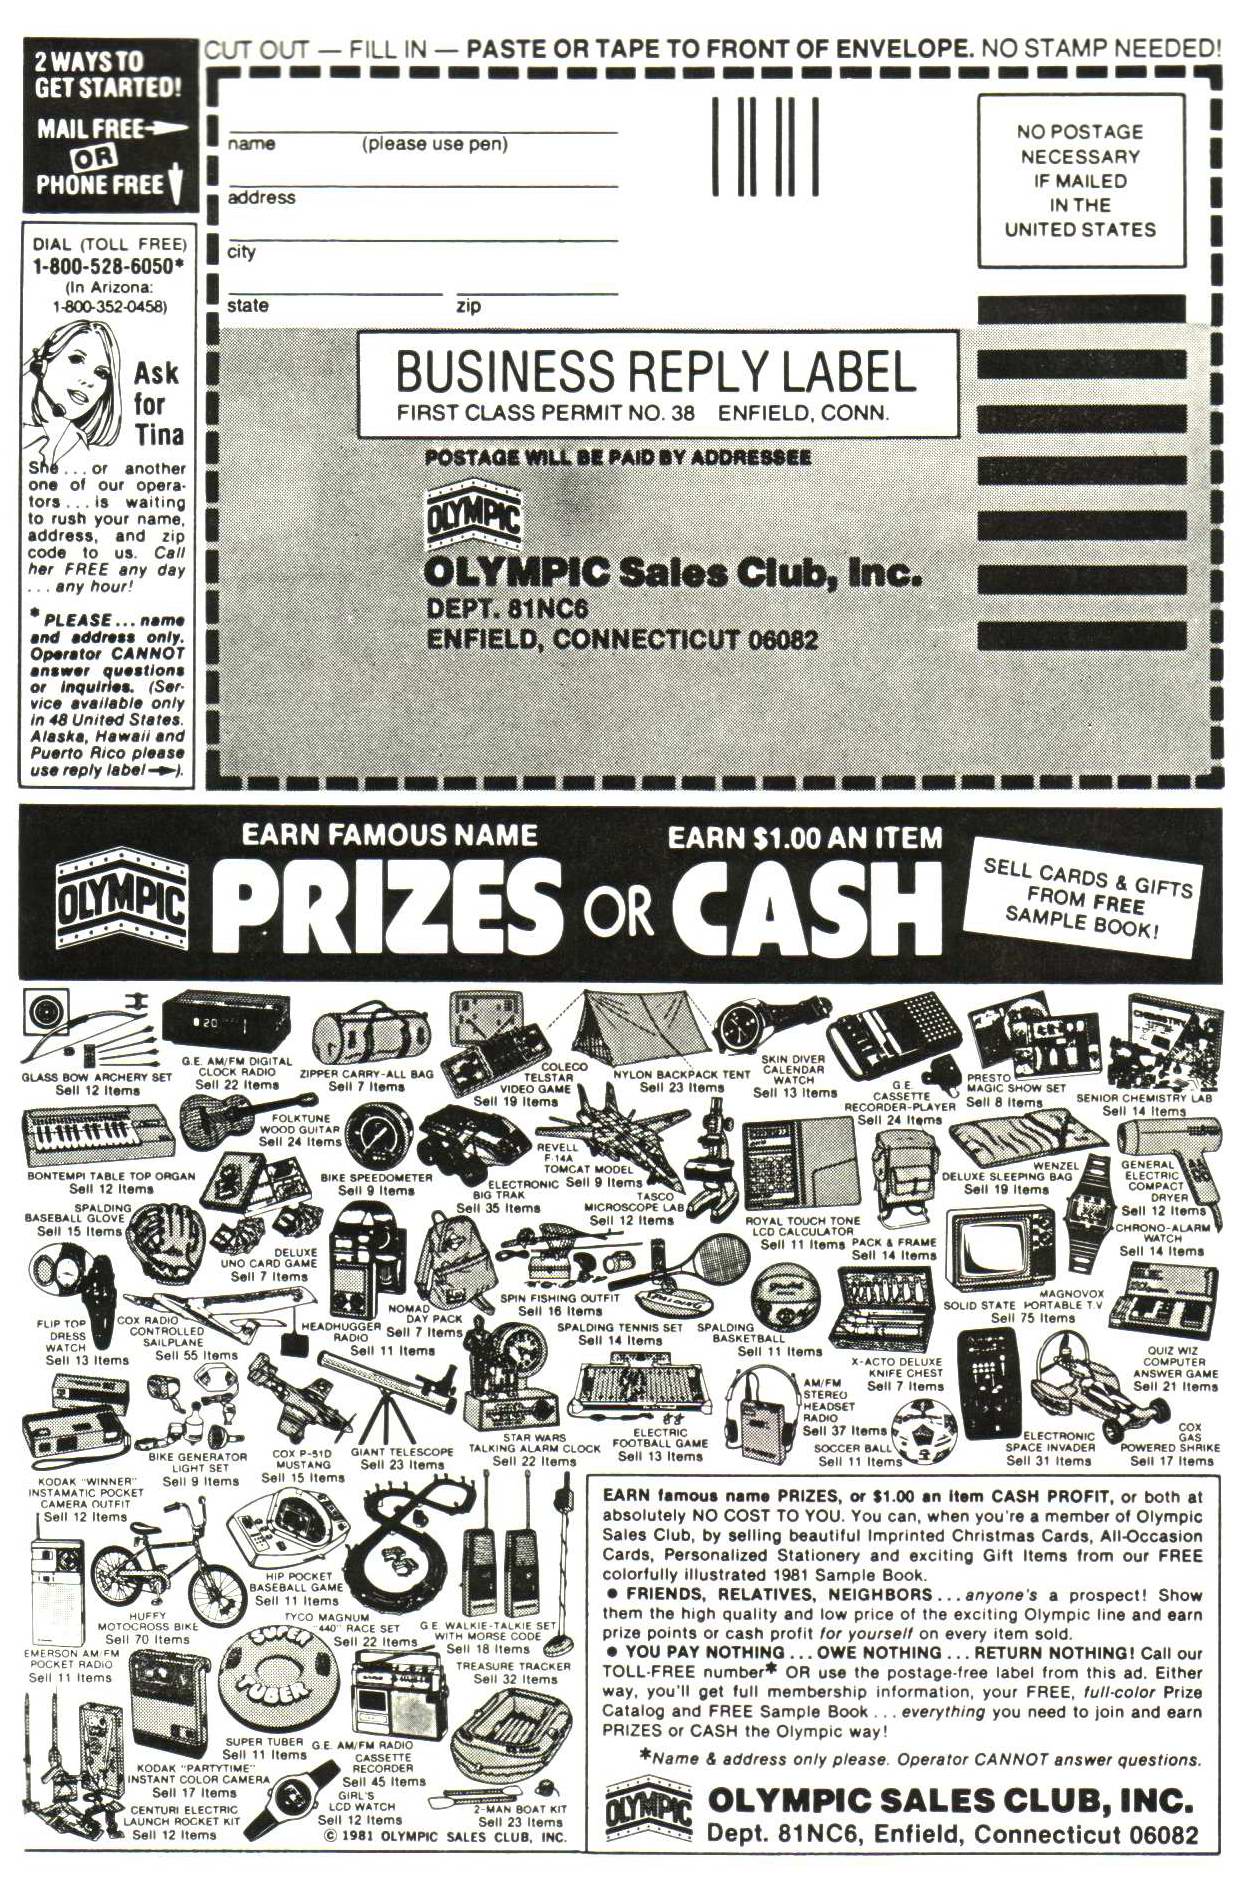 CUT OUT — FILL IN — PASTE OR TAPE TO FRONT OF ENVELOPE. NO STAMP NEEDED!
2 WAYS TO
GET STARTED!
MAIL FREE
OR
PHONE FREE
name (please use pen)
address
city
state zip
NO POSTAGE
NECESSARY
IF MAILED
IN THE
UNITED STATES
DIAL (TOLL FREE)
1-800-528-6050*
(In Arizona:
1-800-352-0458)
Ask
for
Tina
She . . . or another
one of our opera-
tors . . . is waiting
to rush your name,
address, and zip
code to us. Call
her FREE any day
. . . any hour!
* PLEASE . . . name
and address only.
Operator CANNOT
answer questions
or inquiries. (Ser-
vice available only
in 48 United States.
Alaska, Hawaii and
Puerto Rico please
use reply label ).
BUSINESS REPLY LABEL
FIRST CLASS PERMIT NO. 38 ENFIELD, CONN.
POSTAGE WILL BE PAID BY ADDRESSEE
OLYMPIC
OLYMPIC Sales Club, Inc.
DEPT. 81NC6
ENFIELD, CONNECTICUT 06082
OLYMPIC
EARN FAMOUS NAME
PRIZES OR CASH
EARN $1.00 AN ITEM
SELL CARDS & GIFTS
FROM FREE
SAMPLE BOOK!
GLASS BOW ARCHERY SET
Sell 12 Items
G.E. AM/FM DIGITAL
CLOCK RADIO
Sell 22 Items
ZIPPER CARRY-ALL BAG
Sell 7 Items
COLECO
TELSTAR
VIDEO GAME
Sell 19 Items
NYLON BACKPACK TENT
Sell 23 Items
SKIN DIVER
CALENDAR
WATCH
Sell 13 Items
G.E.
CASSETTE
RECORDER-PLAYER
Sell 24 Items
PRESTO
MAGIC SHOW SET
Sell 8 Items
CHEMISTRY
SENIOR CHEMISTRY LAB
Sell 14 Items
BONTEMPI TABLE TOP ORGAN
Sell 12 Items
FOLKTUNE
WOOD GUITAR
Sell 24 Items
BIKE SPEEDOMETER
Sell 9 Items
ELECTRONIC
BIG TRAK
Sell 35 Items
REVELL
F-14A
TOMCAT MODEL
Sell 9 Items
TASCO
MICROSCOPE LAB
Sell 12 Items
ROYAL TOUCH TONE
LCD CALCULATOR
Sell 11 Items
PACK & FRAME
Sell 14 Items
WENZEL
DELUXE SLEEPING BAG
Sell 19 Items
GENERAL
ELECTRIC
COMPACT
DRYER
Sell 12 Items
CHRONO-ALARM
WATCH
Sell 14 Items
SPALDING
BASEBALL GLOVE
Sell 15 Items
DELUXE
UNO CARD GAME
Sell 7 Items
FLIP TOP
DRESS
WATCH
Sell 13 Items
COX RADIO
CONTROLLED
SAILPLANE
Sell 55 Items
HEADHUGGER
RADIO
Sell 11 Items
NOMAD
DAY PACK
Sell 7 Items
SPIN FISHING OUTFIT
Sell 16 Items
SPALDING TENNIS SET
Sell 14 Items
SPALDING
BASKETBALL
Sell 11 Items
X-ACTO DELUXE
KNIFE CHEST
Sell 7 Items
MAGNOVOX
SOLID STATE PORTABLE T.V
Sell 75 Items
QUIZ WIZ
COMPUTER
ANSWER GAME
Sell 21 Items
KODAK "WINNER"
INSTAMATIC POCKET
CAMERA OUTFIT
Sell 12 Items
BIKE GENERATOR
LIGHT SET
Sell 9 Items
COX P-51D
MUSTANG
Sell 15 Items
GIANT TELESCOPE
Sell 23 Items
STAR WARS
TALKING ALARM CLOCK
Sell 22 Items
ELECTRIC
FOOTBALL GAME
Sell 13 Items
AM/FM
STEREO
HEADSET
RADIO
Sell 37 Items
SOCCER BALL
Sell 11 Items
ELECTRONIC
SPACE INVADER
Sell 31 Items
COX
GAS
POWERED SHRIKE
Sell 17 Items
HUFFY
MOTOCROSS BIKE
Sell 70 Items
HIP POCKET
BASEBALL GAME
Sell 11 Items
TYCO MAGNUM
"440" RACE SET
Sell 22 Items
G.E. WALKIE-TALKIE SET
WITH MORSE CODE
Sell 18 Items
TREASURE TRACKER
Sell 32 Items
EMERSON AM/FM
POCKET RADIO
Sell 11 Items
SUPER
TUBER
SUPER TUBER
Sell 11 Items
G.E. AM/FM RADIO
CASSETTE
RECORDER
Sell 45 Items
KODAK "PARTYTIME"
INSTANT COLOR CAMERA
Sell 17 Items
CENTURI ELECTRIC
LAUNCH ROCKET KIT
Sell 12 Items
GIRL'S
LCD WATCH
Sell 12 Items
2-MAN BOAT KIT
Sell 23 Items
© 1981 OLYMPIC SALES CLUB, INC.
EARN famous name PRIZES, or $1.00 an item CASH PROFIT, or both at
absolutely NO COST TO YOU. You can, when you're a member of Olympic
Sales Club, by selling beautiful Imprinted Christmas Cards, All-Occasion
Cards, Personalized Stationery and exciting Gift Items from our FREE
colorfully illustrated 1981 Sample Book.
● FRIENDS, RELATIVES, NEIGHBORS . . . anyone's a prospect! Show
them the high quality and low price of the exciting Olympic line and earn
prize points or cash profit for yourself on every item sold.
● YOU PAY NOTHING . . . OWE NOTHING . . . RETURN NOTHING! Call our
TOLL-FREE number* OR use the postage-free label from this ad. Either
way, you'll get full membership information, your FREE, full-color Prize
Catalog and FREE Sample Book . . . everything you need to join and earn
PRIZES or CASH the Olympic way!
*Name & address only please. Operator CANNOT answer questions.
OLYMPIC
OLYMPIC SALES CLUB, INC.
Dept. 81NC6, Enfield, Connecticut 06082